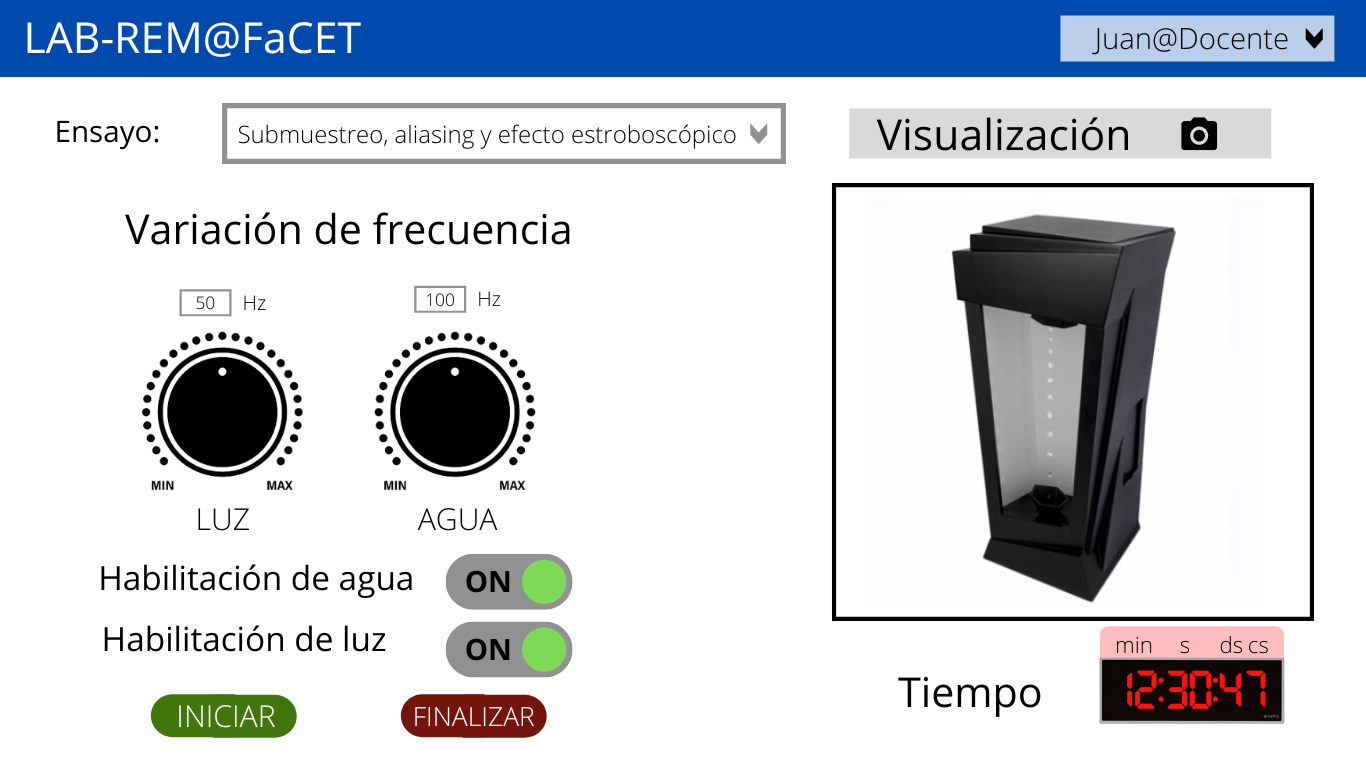 LAB-REM@FaCET
Juan@Docente
Ensayo:
Submuestreo, aliasing y efecto estroboscópico
Visualización
Variación de frecuencia
50 Hz
100 Hz
MIN MAX
MIN MAX
LUZ
AGUA
Habilitación de agua
ON
Habilitación de luz
ON
INICIAR
FINALIZAR
min s ds cs
Tiempo
12:30:47